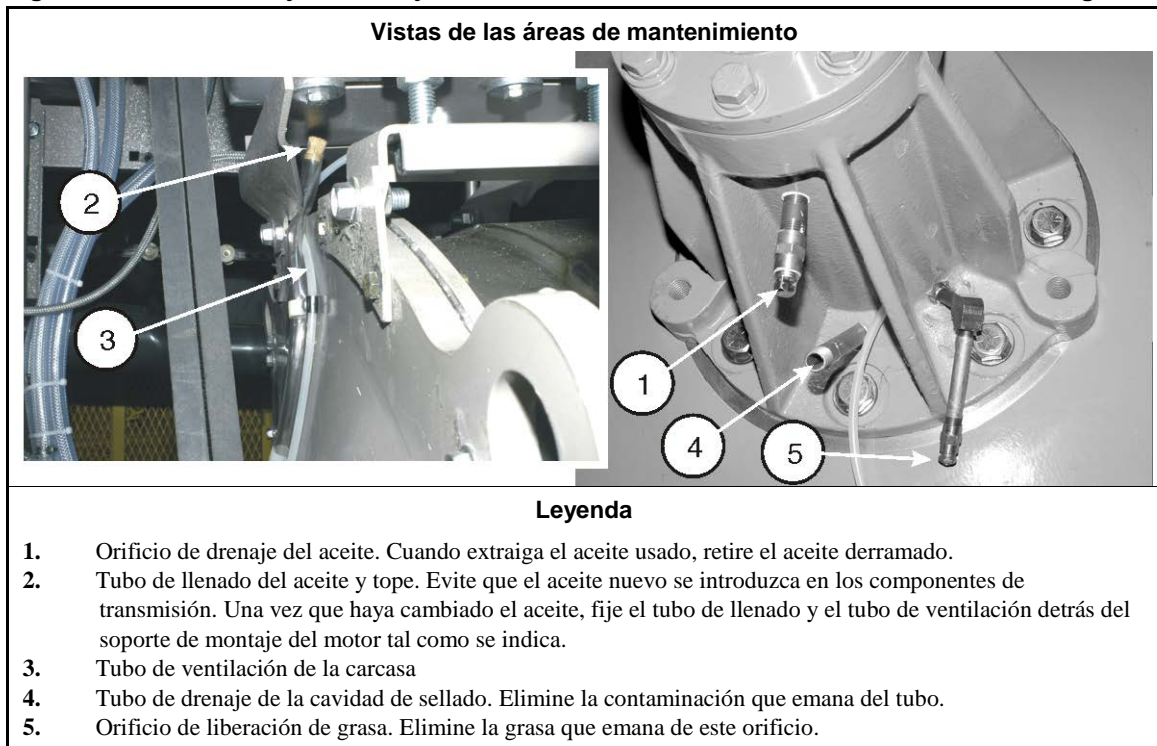 Vistas de las áreas de mantenimiento
2
3
1
4
5
Leyenda
1. Orificio de drenaje del aceite. Cuando extraiga el aceite usado, retire el aceite derramado.
2. Tubo de llenado del aceite y tope. Evite que el aceite nuevo se introduzca en los componentes de
transmisión. Una vez que haya cambiado el aceite, fije el tubo de llenado y el tubo de ventilación detrás del
soporte de montaje del motor tal como se indica.
3. Tubo de ventilación de la carcasa
4. Tubo de drenaje de la cavidad de sellado. Elimine la contaminación que emana del tubo.
5. Orificio de liberación de grasa. Elimine la grasa que emana de este orificio.